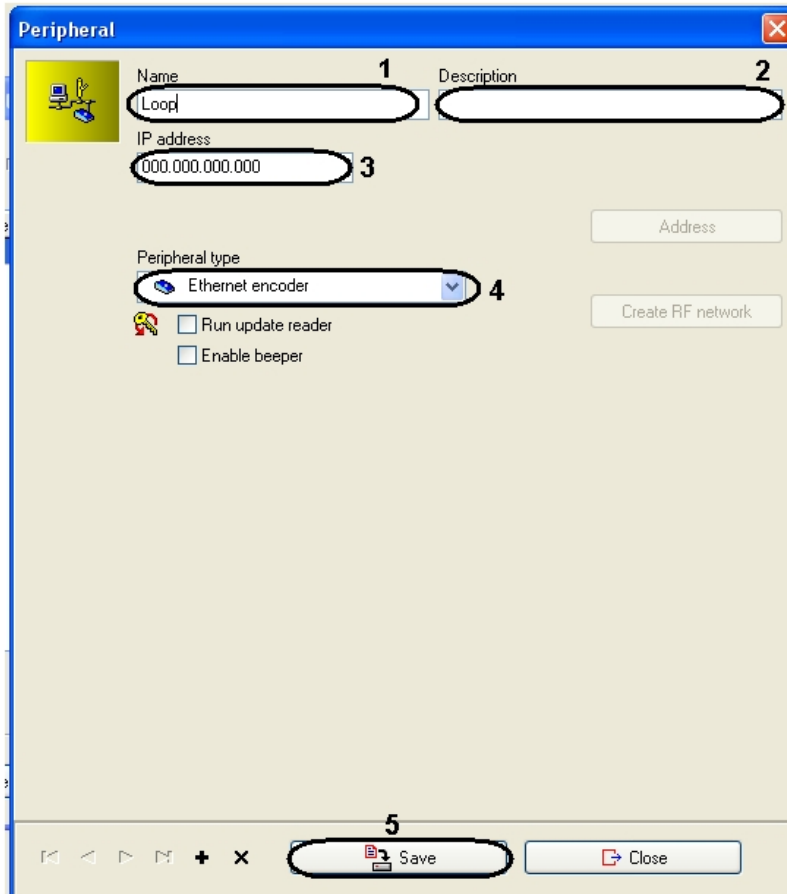 Peripheral
Name 1 Description 2
Loop
IP address
000.000.000.000 3
Address
Peripheral type
Ethernet encoder 4
Create RF network
Run update reader
Enable beeper
5
Save Close